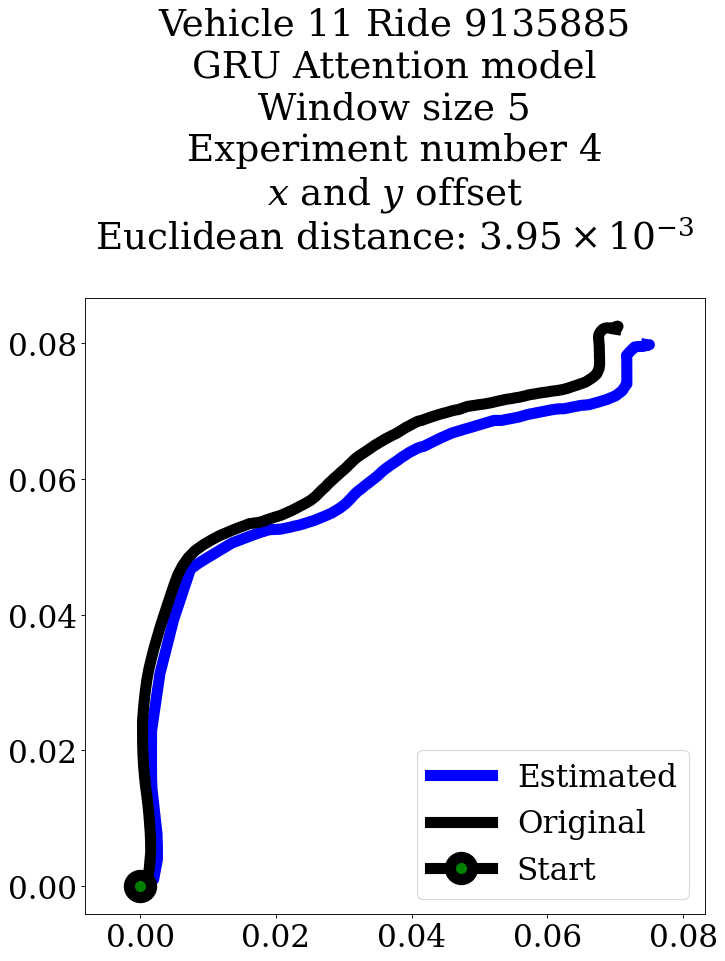 Vehicle 11 Ride 9135885
GRU Attention model
Window size 5
Experiment number 4
x and y offset
Euclidean distance: 3.95 × 10⁻³
0.08
0.06
0.04
0.02
0.00
Estimated
Original
Start
0.00 0.02 0.04 0.06 0.08